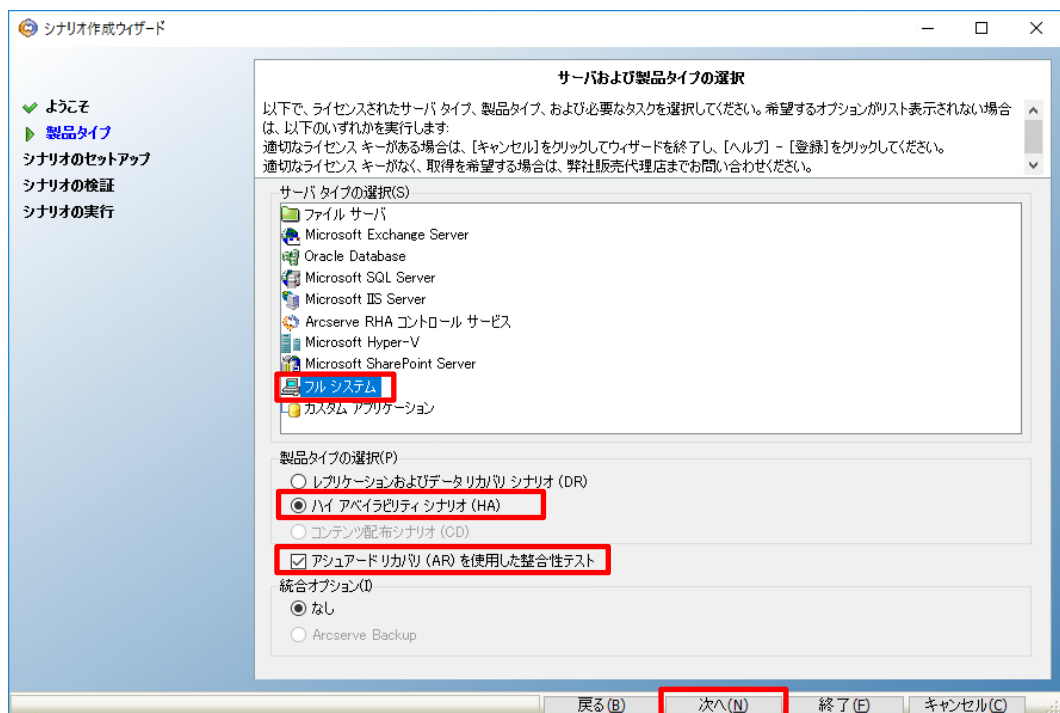 シナリオ作成ウィザード
サーバおよび製品タイプの選択
ようこそ
製品タイプ
シナリオのセットアップ
シナリオの検証
シナリオの実行
以下で、ライセンスされたサーバ タイプ、製品タイプ、および必要なタスクを選択してください。希望するオプションがリスト表示されない場合
は、以下のいずれかを実行します:
適切なライセンス キーがある場合は、[キャンセル]をクリックしてウィザードを終了し、[ヘルプ] - [登録]をクリックしてください。
適切なライセンス キーがなく、取得を希望する場合は、弊社販売代理店までお問い合わせください。
サーバ タイプの選択(S)
ファイル サーバ
Microsoft Exchange Server
Oracle Database
Microsoft SQL Server
Microsoft IIS Server
Arcserve RHA コントロール サービス
Microsoft Hyper-V
Microsoft SharePoint Server
フル システム
カスタム アプリケーション
製品タイプの選択(P)
レプリケーションおよびデータ リカバリ シナリオ (DR)
ハイ アベイラビリティ シナリオ (HA)
コンテンツ配布シナリオ (CD)
アシュアード リカバリ (AR) を使用した整合性テスト
統合オプション(I)
なし
Arcserve Backup
戻る(B) 次へ(N) 終了(F) キャンセル(C)